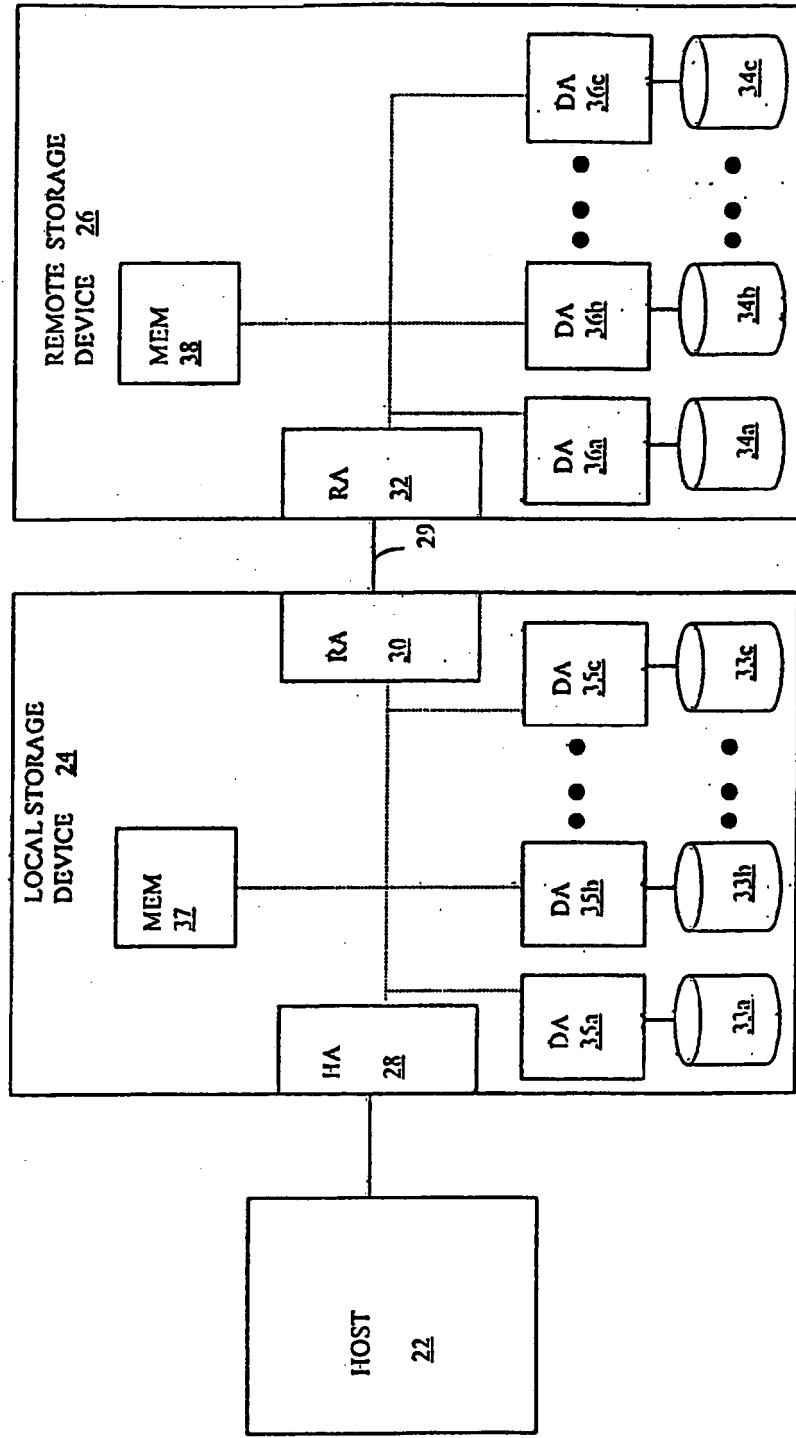 HOST
22
LOCAL STORAGE
DEVICE 24
MEM
37
HA
28
RA
30
DA
35a
DA
35b
DA
35c
33a
33b
33c
29
REMOTE STORAGE
DEVICE 26
MEM
38
RA
32
DA
36a
DA
36b
DA
36c
34a
34b
34c